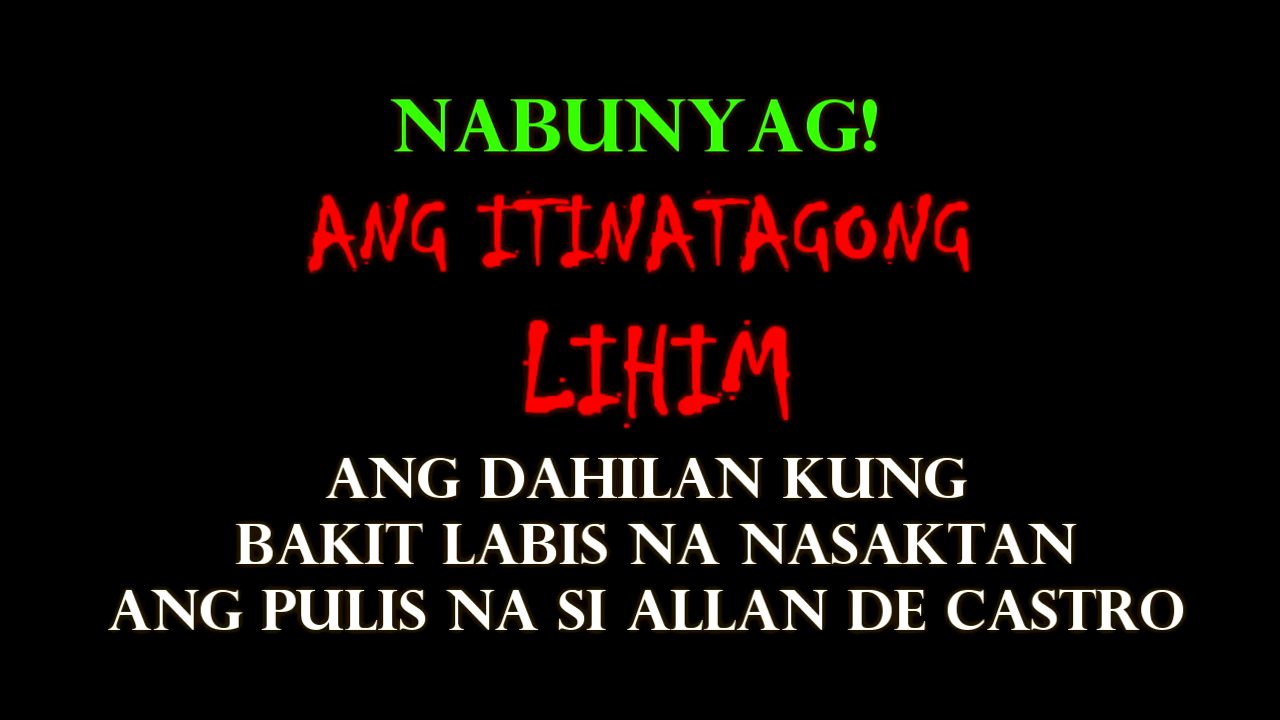 NABUNYAG!
ANG ITINATAGONG
LIHIM
ANG DAHILAN KUNG
BAKIT LABIS NA NASAKTAN
ANG PULIS NA SI ALLAN DE CASTRO